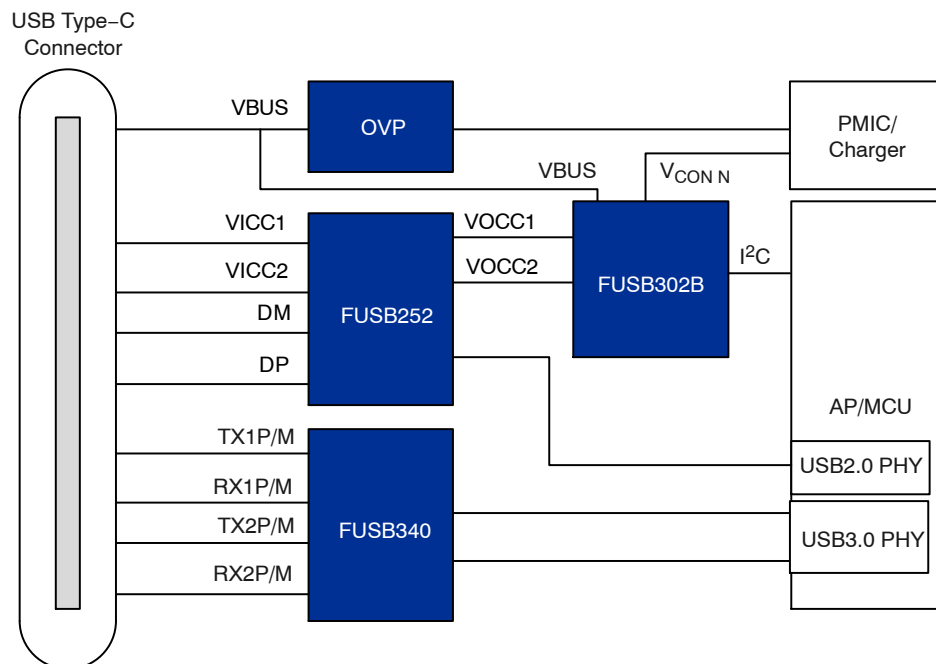 USB Type−C
Connector
VBUS
OVP
PMIC/
Charger
VBUS
VCON N
VICC1
VOCC1
I2C
VICC2
VOCC2
FUSB302B
DM
FUSB252
DP
AP/MCU
TX1P/M
USB2.0 PHY
RX1P/M
TX2P/M
FUSB340
USB3.0 PHY
RX2P/M